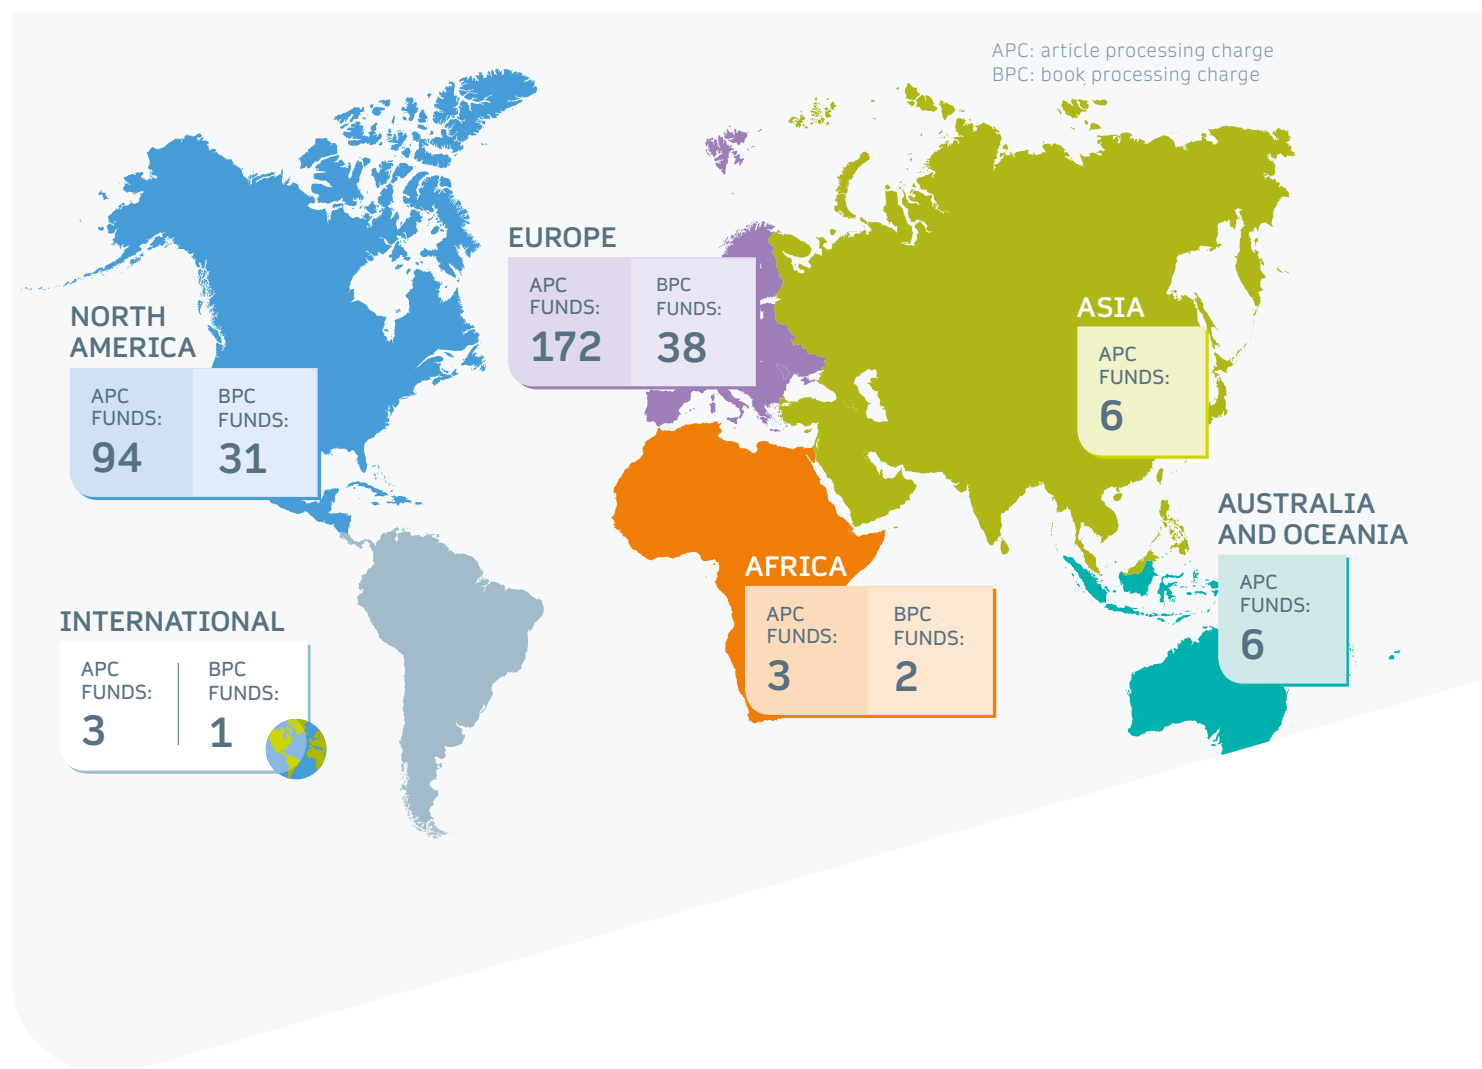 APC: article processing charge
BPC: book processing charge
EUROPE
APC
FUNDS:
172
BPC
FUNDS:
38
NORTH
AMERICA
APC
FUNDS:
94
BPC
FUNDS:
31
ASIA
APC
FUNDS:
6
AUSTRALIA
AND OCEANIA
APC
FUNDS:
6
AFRICA
APC
FUNDS:
3
BPC
FUNDS:
2
INTERNATIONAL
APC
FUNDS:
3
BPC
FUNDS:
1